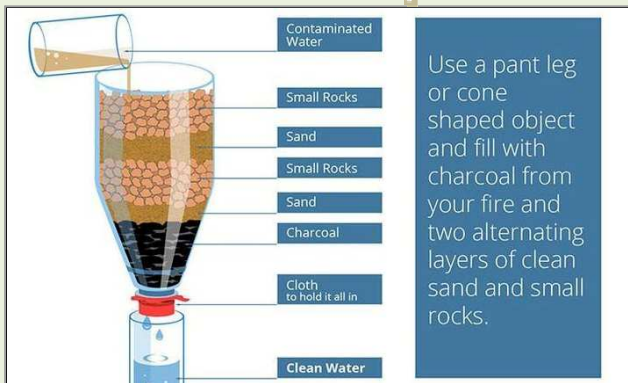 Contaminated
Water
Small Rocks
Sand
Small Rocks
Sand
Charcoal
Cloth
to hold it all in
Clean Water
Use a pant leg
or cone
shaped object
and fill with
charcoal from
your fire and
two alternating
layers of clean
sand and small
rocks.